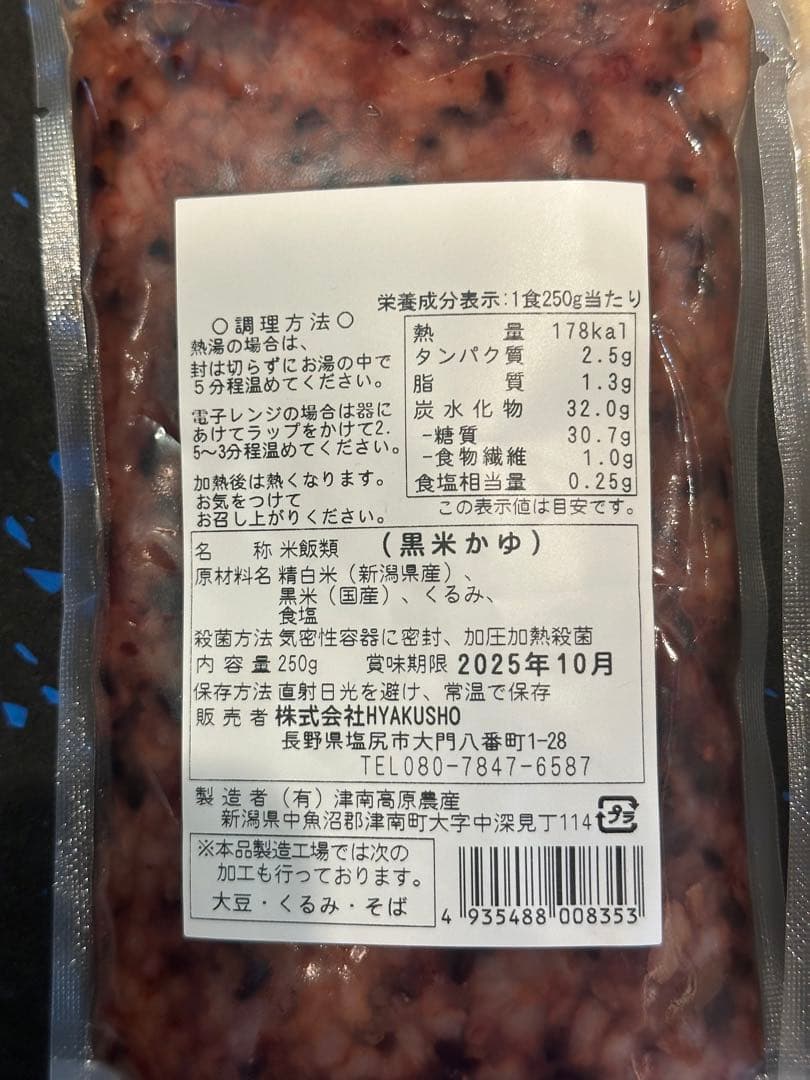 栄養成分表示:1食250g当たり
○調理方法○
熱湯の場合は、
封は切らずにお湯の中で
5分程温めてください。
電子レンジの場合は器に
あけてラップをかけて2.
5〜3分程温めてください。
加熱後は熱くなります。
お気をつけて
お召し上がりください。
熱量 178kal
タンパク質 2.5g
脂質 1.3g
炭水化物 32.0g
-糖質 30.7g
-食物繊維 1.0g
食塩相当量 0.25g
この表示値は目安です。
名称 米飯類 (黒米かゆ)
原材料名 精白米(新潟県産)、
黒米(国産)、くるみ、
食塩
殺菌方法 気密性容器に密封、加圧加熱殺菌
内容量 250g 賞味期限 2025年10月
保存方法 直射日光を避け、常温で保存
販売者 株式会社HYAKUSHO
長野県塩尻市大門八番町1-28
TEL080-7847-6587
製造者 (有)津南高原農産
新潟県中魚沼郡津南町大字中深見丁114
プラ
※本品製造工場では次の
加工も行っております。
大豆・くるみ・そば
4 935488 008353